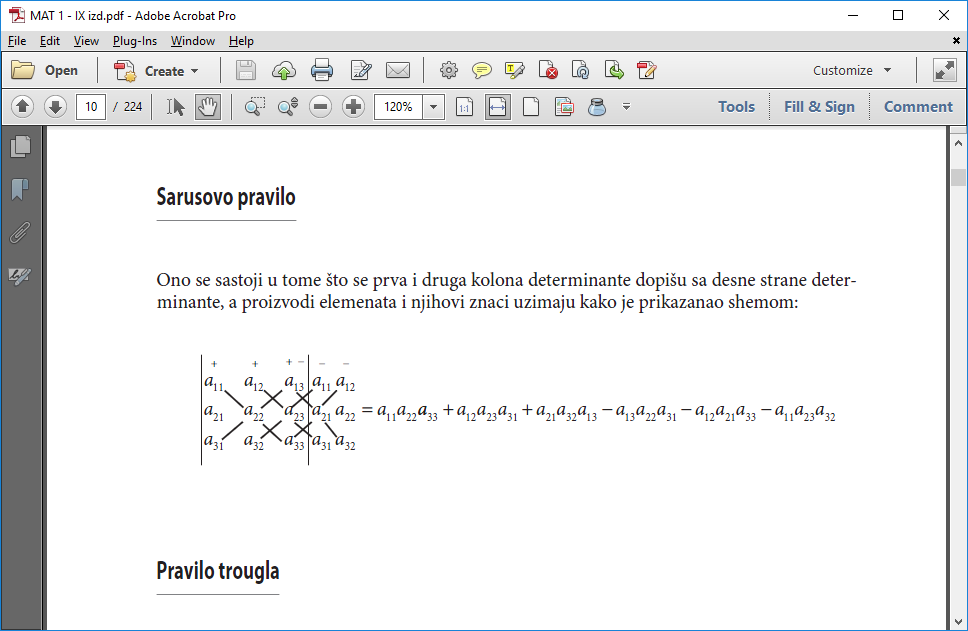 MAT 1 - IX izd.pdf - Adobe Acrobat Pro
File Edit View Plug-Ins Window Help
Open Create Customize
10 / 224 120% Tools Fill & Sign Comment
Sarusovo pravilo
Ono se sastoji u tome što se prva i druga kolona determinante dopišu sa desne strane deter-
minante, a proizvodi elemenata i njihovi znaci uzimaju kako je prikazanao shemom:
+ + + − − −
a11 a12 a13 a11 a12
a21 a22 a23 a21 a22 = a11a22a33 + a12a23a31 + a21a32a13 − a13a22a31 − a12a21a33 − a11a23a32
a31 a32 a33 a31 a32
Pravilo trougla